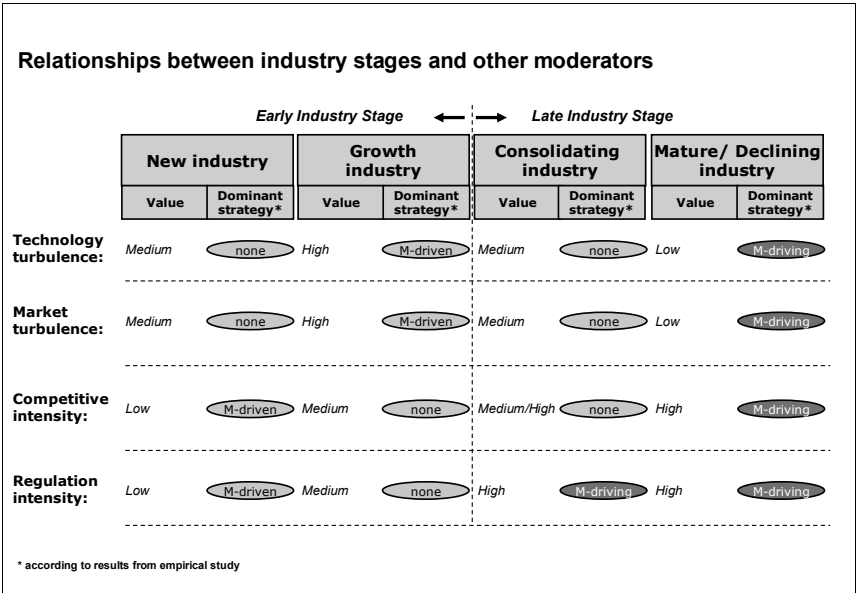 Relationships between industry stages and other moderators
Early Industry Stage
Late Industry Stage
New industry
Growth
industry
Consolidating
industry
Mature/ Declining
industry
Value
Dominant
strategy*
Value
Dominant
strategy*
Value
Dominant
strategy*
Value
Dominant
strategy*
Technology
turbulence:
Medium
none
High
M-driven
Medium
none
Low
M-driving
Market
turbulence:
Medium
none
High
M-driven
Medium
none
Low
M-driving
Competitive
intensity:
Low
M-driven
Medium
none
Medium/High
none
High
M-driving
Regulation
intensity:
Low
M-driven
Medium
none
High
M-driving
High
M-driving
* according to results from empirical study